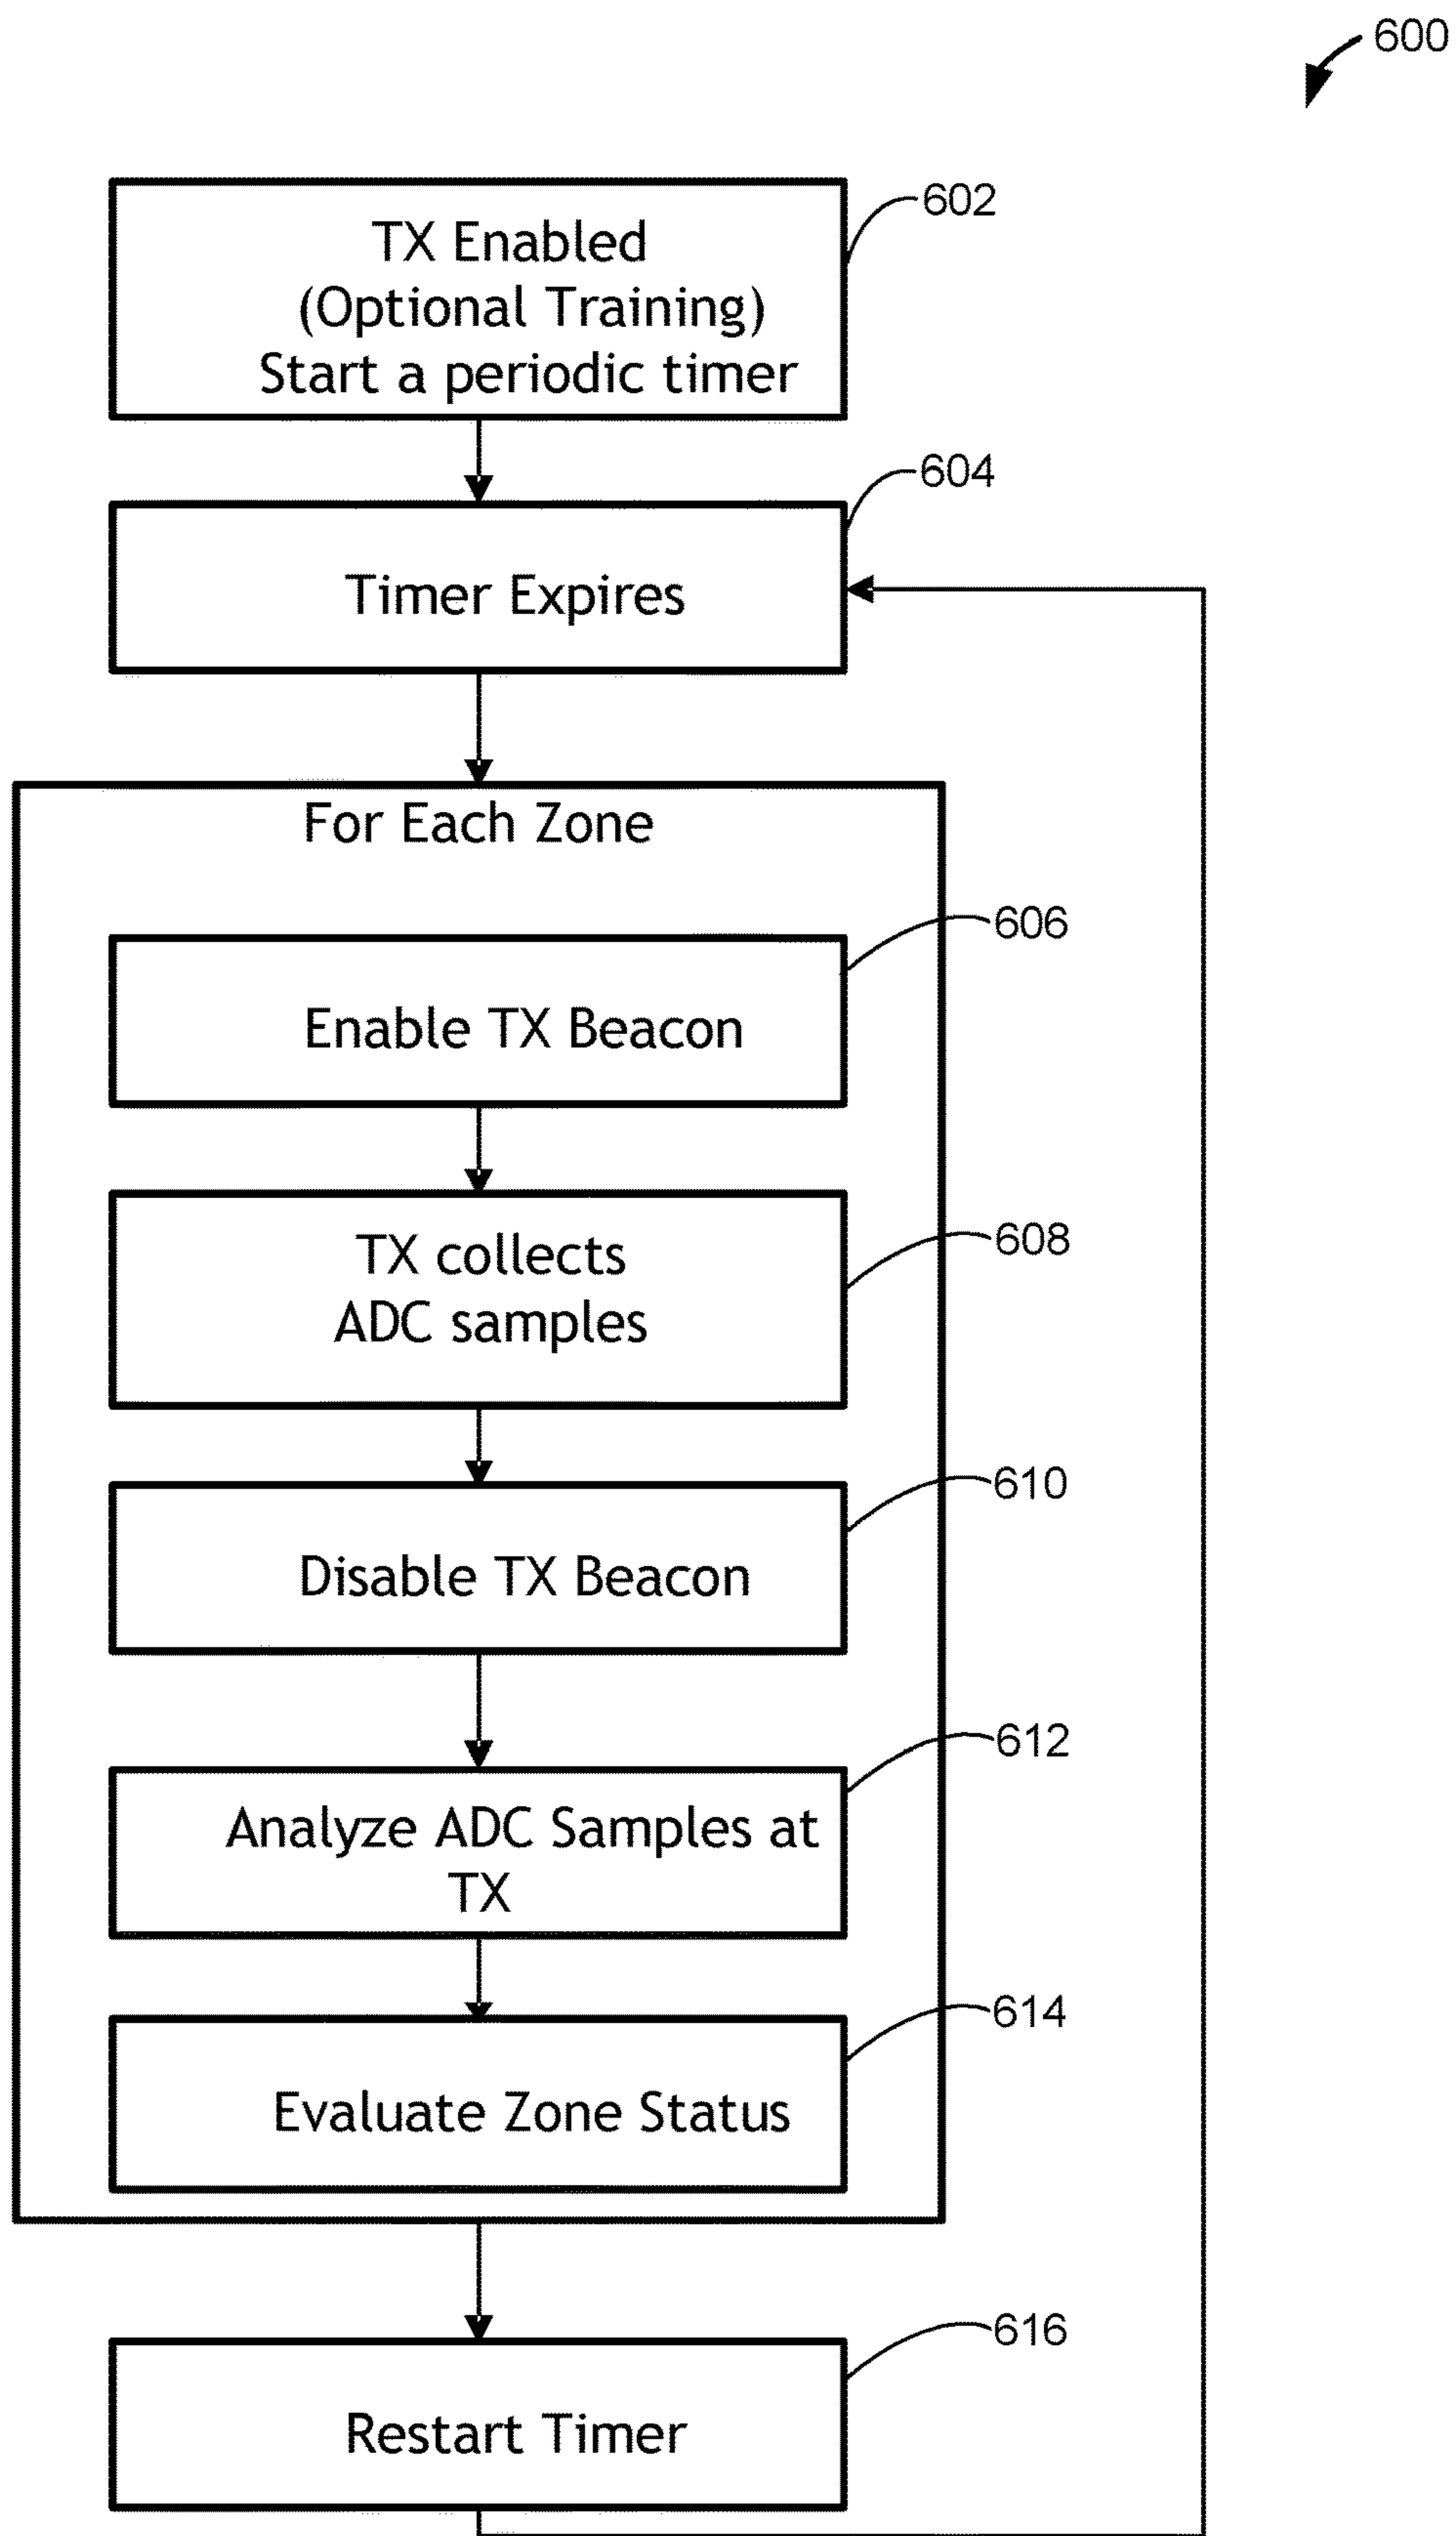 600
602
TX Enabled
(Optional Training)
Start a periodic timer
604
Timer Expires
For Each Zone
606
Enable TX Beacon
608
TX collects
ADC samples
610
Disable TX Beacon
612
Analyze ADC Samples at
TX
614
Evaluate Zone Status
616
Restart Timer